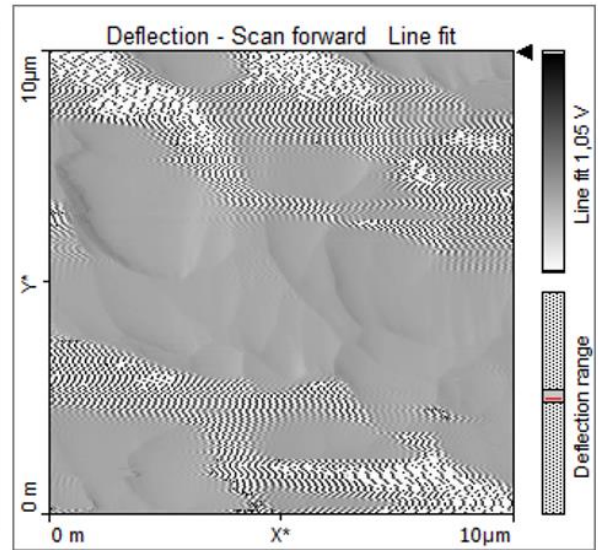 Deflection - Scan forward Line fit
10µm
Y*
0 m
0 m
X*
10µm
Line fit 1,05 V
Deflection range